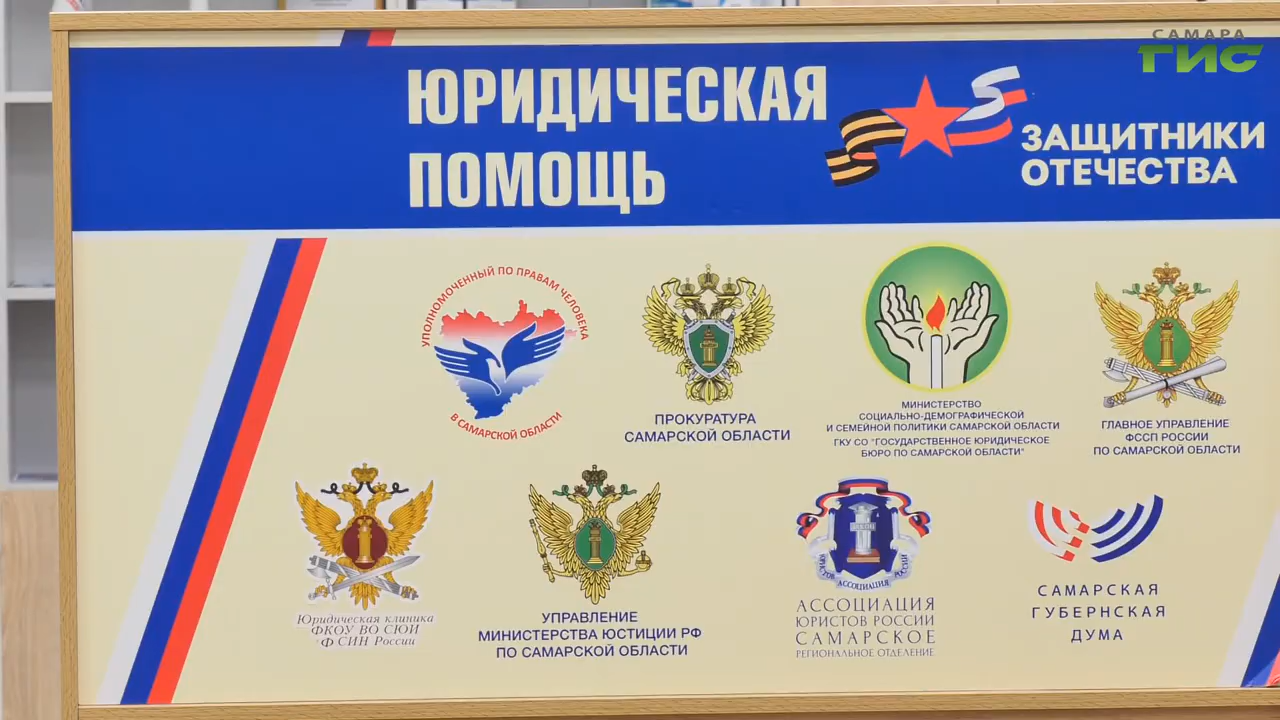 САМАРА
ГИС
ЮРИДИЧЕСКАЯ
ПОМОЩЬ
ЗАЩИТНИКИ
ОТЕЧЕСТВА
УПОЛНОМОЧЕННЫЙ ПО ПРАВАМ ЧЕЛОВЕКА
В САМАРСКОЙ ОБЛАСТИ
ПРОКУРАТУРА
САМАРСКОЙ ОБЛАСТИ
МИНИСТЕРСТВО
СОЦИАЛЬНО-ДЕМОГРАФИЧЕСКОЙ
И СЕМЕЙНОЙ ПОЛИТИКИ САМАРСКОЙ ОБЛАСТИ
ГКУ СО "ГОСУДАРСТВЕННОЕ ЮРИДИЧЕСКОЕ
БЮРО ПО САМАРСКОЙ ОБЛАСТИ"
ГЛАВНОЕ УПРАВЛЕНИЕ
ФССП РОССИИ
ПО САМАРСКОЙ ОБЛАСТИ
Юридическая клиника
ФКОУ ВО СЮИ
ФСИН России
УПРАВЛЕНИЕ
МИНИСТЕРСТВА ЮСТИЦИИ РФ
ПО САМАРСКОЙ ОБЛАСТИ
ЗАКОН
АССОЦИАЦИЯ ЮРИСТОВ РОССИИ
АССОЦИАЦИЯ
ЮРИСТОВ РОССИИ
САМАРСКОЕ
РЕГИОНАЛЬНОЕ ОТДЕЛЕНИЕ
САМАРСКАЯ
ГУБЕРНСКАЯ
ДУМА